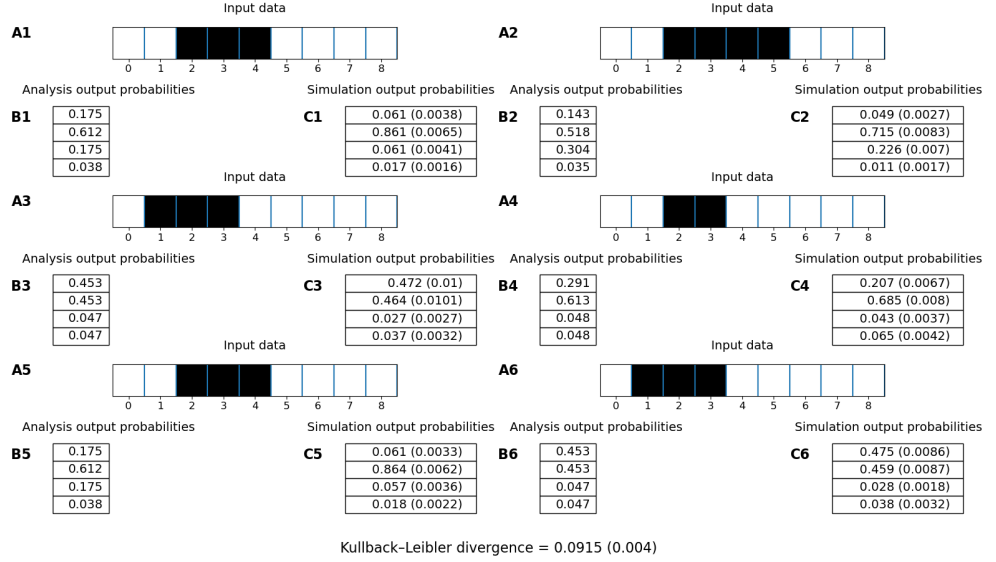 Input data
Input data
A1
A2
0 1 2 3 4 5 6 7 8
0 1 2 3 4 5 6 7 8
Analysis output probabilities
Simulation output probabilities
Analysis output probabilities
Simulation output probabilities
B1
0.175
0.612
0.175
0.038
C1
0.061 (0.0038)
0.861 (0.0065)
0.061 (0.0041)
0.017 (0.0016)
B2
0.143
0.518
0.304
0.035
C2
0.049 (0.0027)
0.715 (0.0083)
0.226 (0.007)
0.011 (0.0017)
Input data
Input data
A3
A4
0 1 2 3 4 5 6 7 8
0 1 2 3 4 5 6 7 8
Analysis output probabilities
Simulation output probabilities
Analysis output probabilities
Simulation output probabilities
B3
0.453
0.453
0.047
0.047
C3
0.472 (0.01)
0.464 (0.0101)
0.027 (0.0027)
0.037 (0.0032)
B4
0.291
0.613
0.048
0.048
C4
0.207 (0.0067)
0.685 (0.008)
0.043 (0.0037)
0.065 (0.0042)
Input data
Input data
A5
A6
0 1 2 3 4 5 6 7 8
0 1 2 3 4 5 6 7 8
Analysis output probabilities
Simulation output probabilities
Analysis output probabilities
Simulation output probabilities
B5
0.175
0.612
0.175
0.038
C5
0.061 (0.0033)
0.864 (0.0062)
0.057 (0.0036)
0.018 (0.0022)
B6
0.453
0.453
0.047
0.047
C6
0.475 (0.0086)
0.459 (0.0087)
0.028 (0.0018)
0.038 (0.0032)
Kullback–Leibler divergence = 0.0915 (0.004)